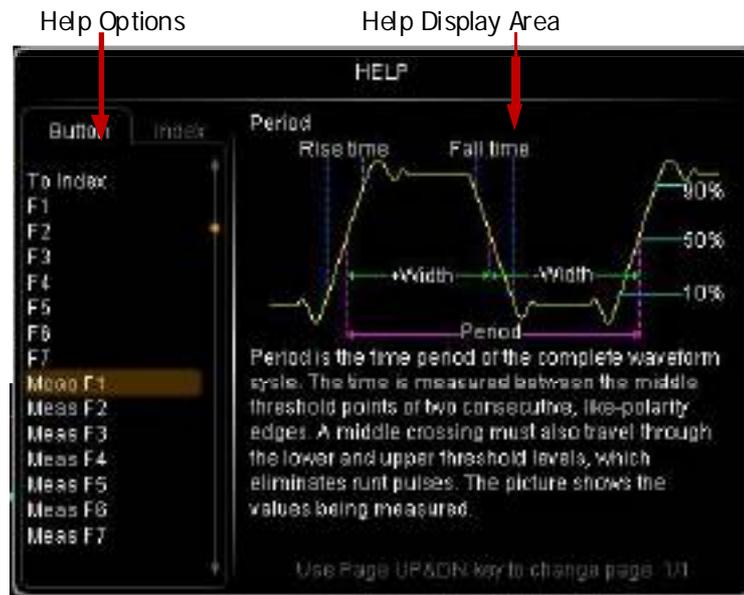 Help Options
Help Display Area
HELP
Button
Index
To Index
F1
F2
F3
F4
F5
F6
F7
Meas F1
Meas F2
Meas F3
Meas F4
Meas F5
Meas F6
Meas F7
Period
Rise time
Fall time
90%
50%
10%
+Width
-Width
Period
Period is the time period of the complete waveform
sycle. The time is measured between the middle
threshold points of two consecutive, like-polarity
edges. A middle crossing must also travel through
the lower and upper threshold levels, which
eliminates runt pulses. The picture shows the
values being measured.
Use Page UP&DN key to change page 1/1